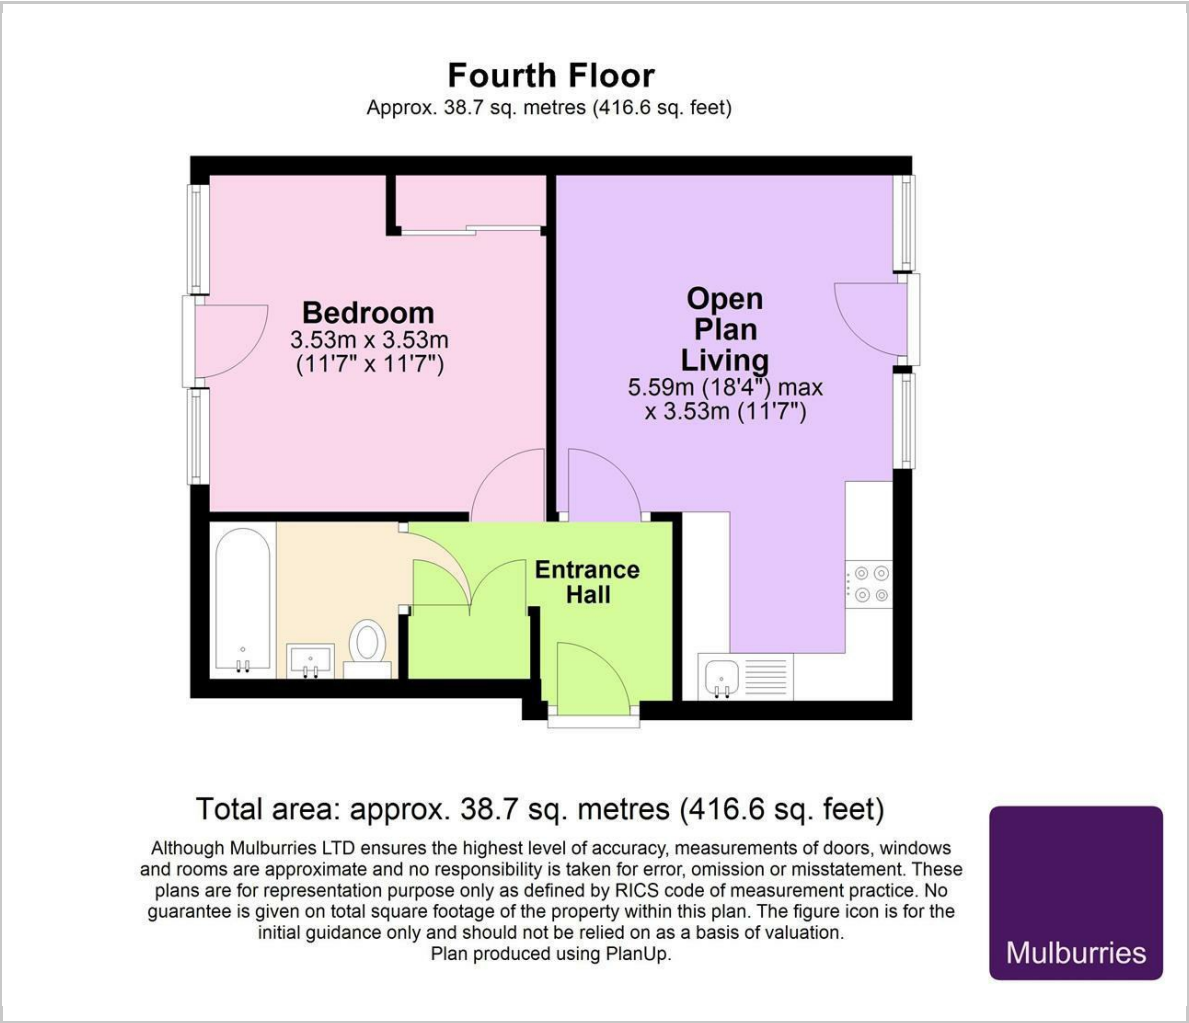 Fourth Floor
Approx. 38.7 sq. metres (416.6 sq. feet)
Bedroom
3.53m x 3.53m
(11'7" x 11'7")
Open
Plan
Living
5.59m (18'4") max
x 3.53m (11'7")
Entrance
Hall
Total area: approx. 38.7 sq. metres (416.6 sq. feet)
Although Mulburries LTD ensures the highest level of accuracy, measurements of doors, windows
and rooms are approximate and no responsibility is taken for error, omission or misstatement. These
plans are for representation purpose only as defined by RICS code of measurement practice. No
guarantee is given on total square footage of the property within this plan. The figure icon is for the
initial guidance only and should not be relied on as a basis of valuation.
Plan produced using PlanUp.
Mulburries